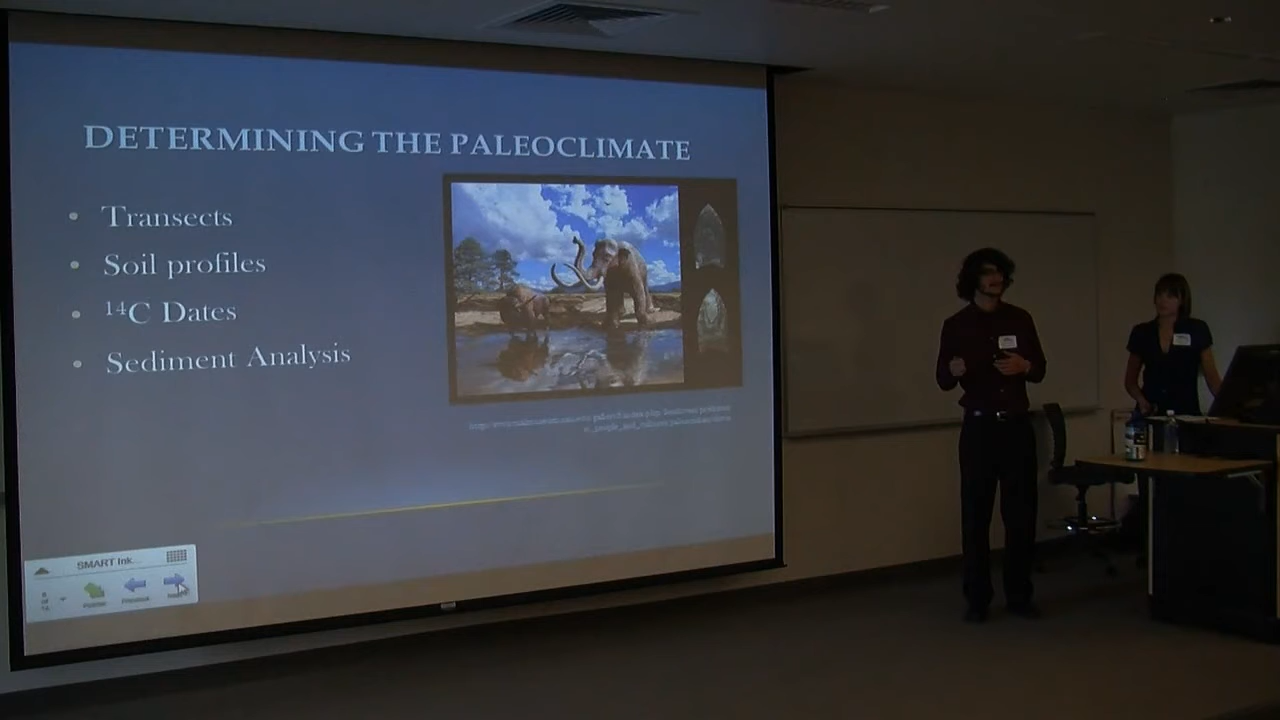 DETERMINING THE PALEOCLIMATE
• Transects
• Soil profiles
• ¹⁴C Dates
• Sediment Analysis
SMART Ink...